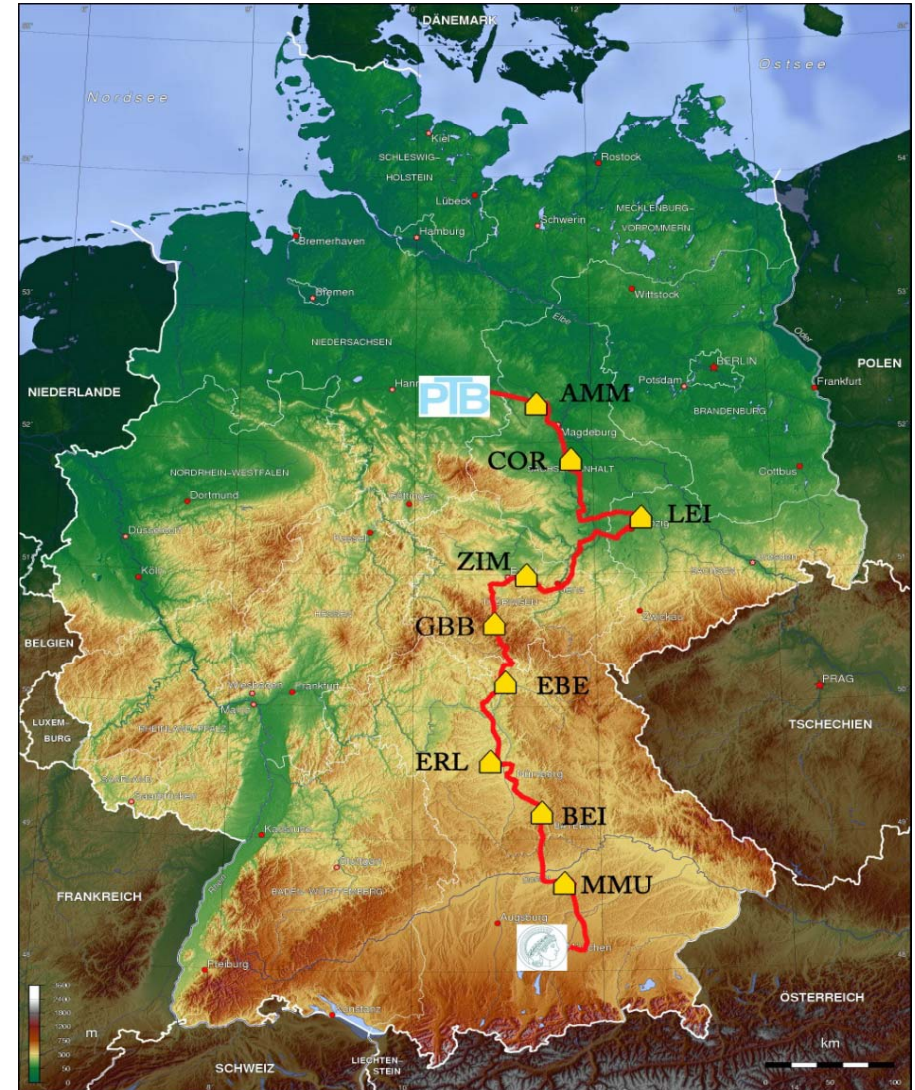 DÄNEMARK
Ostsee
Nordsee
Kiel
SCHLESWIG–
HOLSTEIN
Rostock
Lübeck
MECKLENBURG–
VORPOMMERN
Schwerin
Hamburg
Bremerhaven
Wittstock
Bremen
Elbe
Oder
NIEDERSACHSEN
BERLIN
POLEN
NIEDERLANDE
Potsdam
Frankfurt
PTB
AMM
BRANDENBURG
Magdeburg
COR
NORDRHEIN–WESTFALEN
Cottbus
Dortmund
LEI
Düsseldorf
ZIM
Köln
GBB
BELGIEN
EBE
PRAG
Frankfurt
LUXEM–
BURG
TSCHECHIEN
ERL
BEI
FRANKREICH
Rhein
BADEN–WÜRTTEMBERG
MMU
Augsburg
Freiburg
ÖSTERREICH
m
km
SCHWEIZ
LIECHTEN–
STEIN